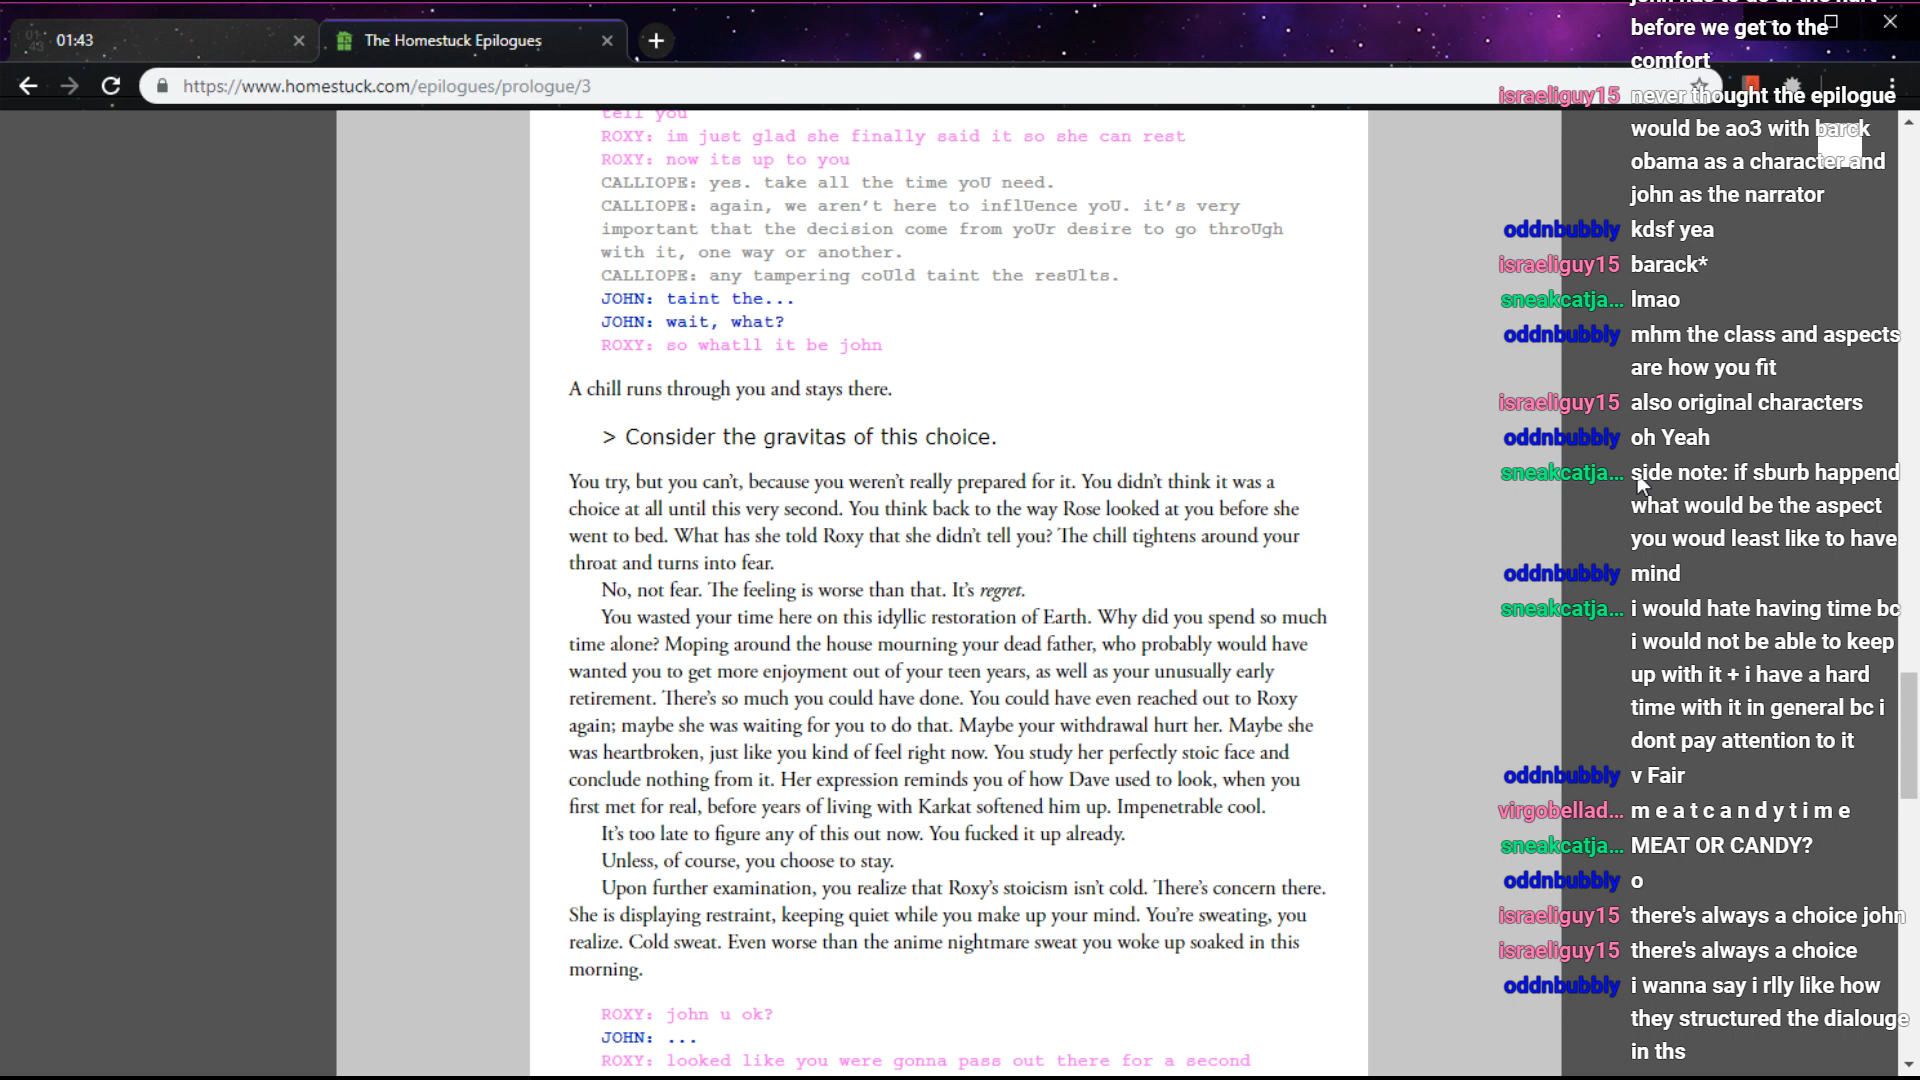 01:43
The Homestuck Epilogues
https://www.homestuck.com/epilogues/prologue/3
tell you
ROXY: im just glad she finally said it so she can rest
ROXY: now its up to you
CALLIOPE: yes. take all the time yoU need.
CALLIOPE: again, we aren't here to inflUence yoU. it's very
important that the decision come from yoUr desire to go throUgh
with it, one way or another.
CALLIOPE: any tampering coUld taint the resUlts.
JOHN: taint the...
JOHN: wait, what?
ROXY: so whatll it be john
A chill runs through you and stays there.
> Consider the gravitas of this choice.
You try, but you can't, because you weren't really prepared for it. You didn't think it was a
choice at all until this very second. You think back to the way Rose looked at you before she
went to bed. What has she told Roxy that she didn't tell you? The chill tightens around your
throat and turns into fear.
No, not fear. The feeling is worse than that. It's regret.
You wasted your time here on this idyllic restoration of Earth. Why did you spend so much
time alone? Moping around the house mourning your dead father, who probably would have
wanted you to get more enjoyment out of your teen years, as well as your unusually early
retirement. There's so much you could have done. You could have even reached out to Roxy
again; maybe she was waiting for you to do that. Maybe your withdrawal hurt her. Maybe she
was heartbroken, just like you kind of feel right now. You study her perfectly stoic face and
conclude nothing from it. Her expression reminds you of how Dave used to look, when you
first met for real, before years of living with Karkat softened him up. Impenetrable cool.
It's too late to figure any of this out now. You fucked it up already.
Unless, of course, you choose to stay.
Upon further examination, you realize that Roxy's stoicism isn't cold. There's concern there.
She is displaying restraint, keeping quiet while you make up your mind. You're sweating, you
realize. Cold sweat. Even worse than the anime nightmare sweat you woke up soaked in this
morning.
ROXY: john u ok?
JOHN: ...
ROXY: looked like you were gonna pass out there for a second
before we get to the
comfort
israeliguy15 never thought the epilogue
would be ao3 with barck
obama as a character and
john as the narrator
oddnbubbly kdsf yea
israeliguy15 barack*
sneakcatja... lmao
oddnbubbly mhm the class and aspects
are how you fit
israeliguy15 also original characters
oddnbubbly oh Yeah
sneakcatja... side note: if sburb happend
what would be the aspect
you woud least like to have
oddnbubbly mind
sneakcatja... i would hate having time bc
i would not be able to keep
up with it + i have a hard
time with it in general bc i
dont pay attention to it
oddnbubbly v Fair
virgobellad... m e a t c a n d y t i m e
sneakcatja... MEAT OR CANDY?
oddnbubbly o
israeliguy15 there's always a choice john
israeliguy15 there's always a choice
oddnbubbly i wanna say i rlly like how
they structured the dialouge
in ths